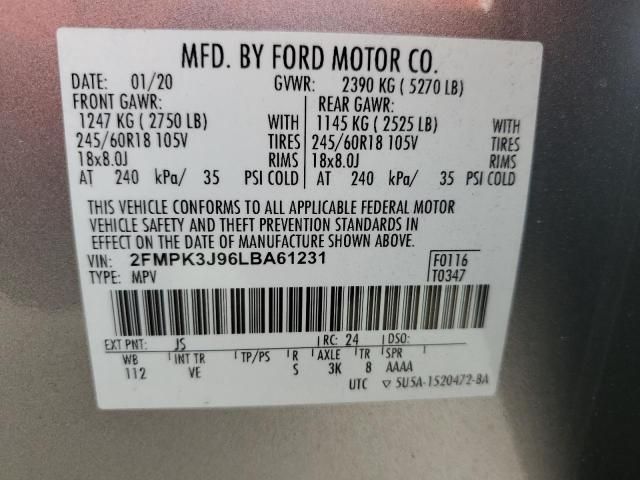 MFD. BY FORD MOTOR CO.
DATE: 01/20 GVWR: 2390 KG ( 5270 LB)
FRONT GAWR: REAR GAWR:
1247 KG ( 2750 LB) WITH 1145 KG ( 2525 LB) WITH
245/60R18 105V TIRES 245/60R18 105V TIRES
18x8.0J RIMS 18x8.0J RIMS
AT 240 kPa/ 35 PSI COLD AT 240 kPa/ 35 PSI COLD
THIS VEHICLE CONFORMS TO ALL APPLICABLE FEDERAL MOTOR
VEHICLE SAFETY AND THEFT PREVENTION STANDARDS IN
EFFECT ON THE DATE OF MANUFACTURE SHOWN ABOVE.
VIN: 2FMPK3J96LBA61231 F0116
TYPE: MPV T0347
EXT PNT: JS RC: 24 DSO:
WB INT TR TP/PS R AXLE TR SPR
112 VE S 3K 8 AAAA
UTC ▽ 5U5A-1520472-BA